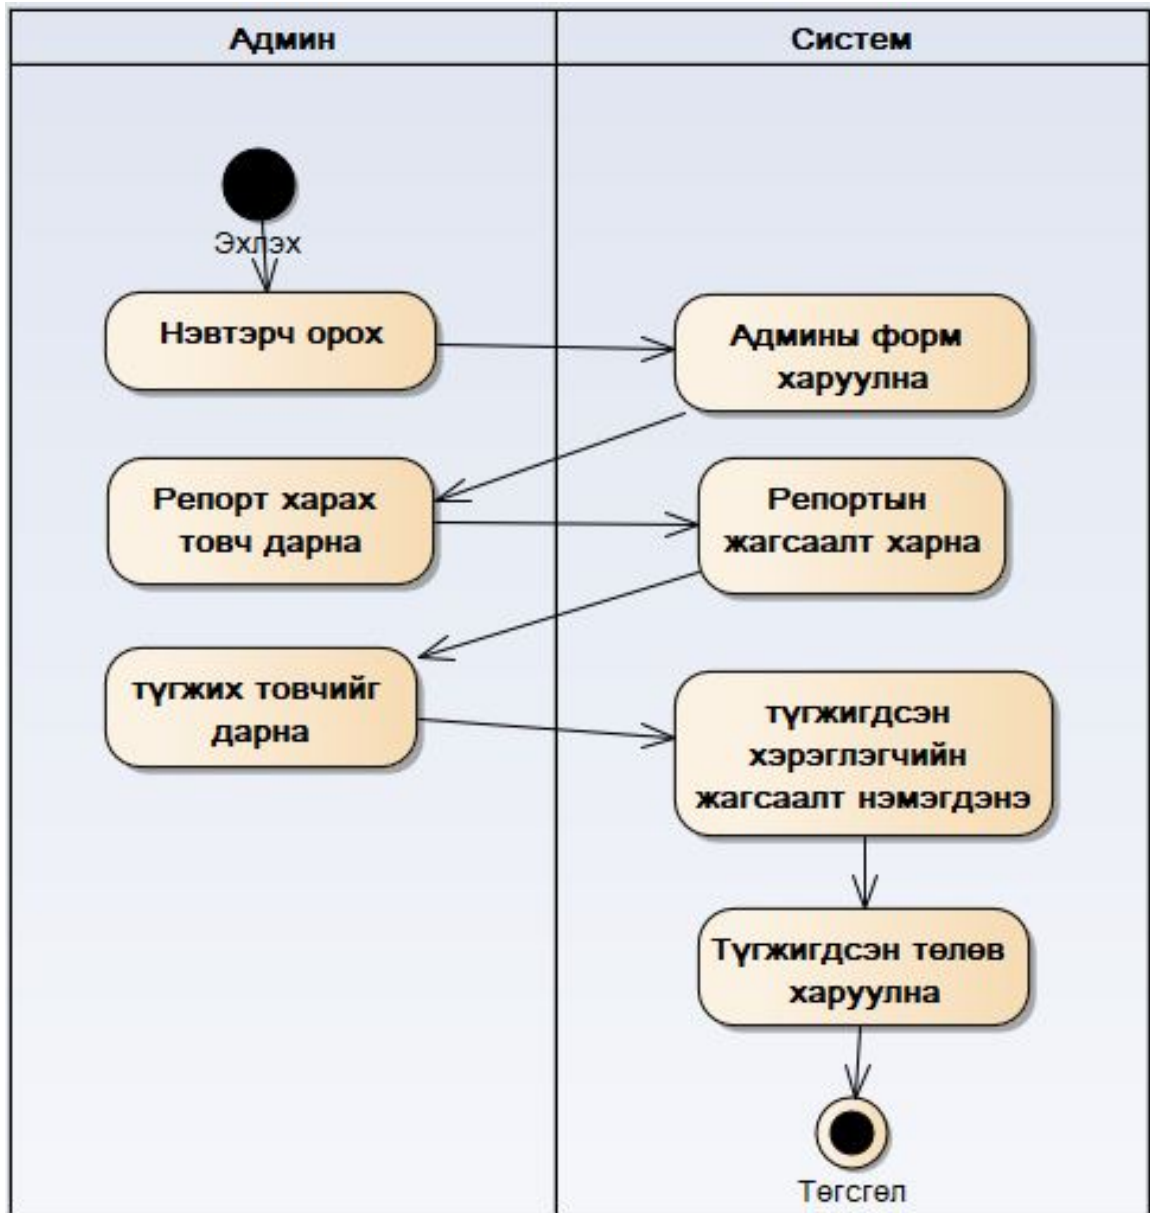 Админ
Систем
Эхлэх
Нэвтэрч орох
Админы форм
харуулна
Репорт харах
товч дарна
Репортын
жагсаалт харна
түгжих товчийг
дарна
түгжигдсэн
хэрэглэгчийн
жагсаалт нэмэгдэнэ
Түгжигдсэн төлөв
харуулна
Төгсгөл